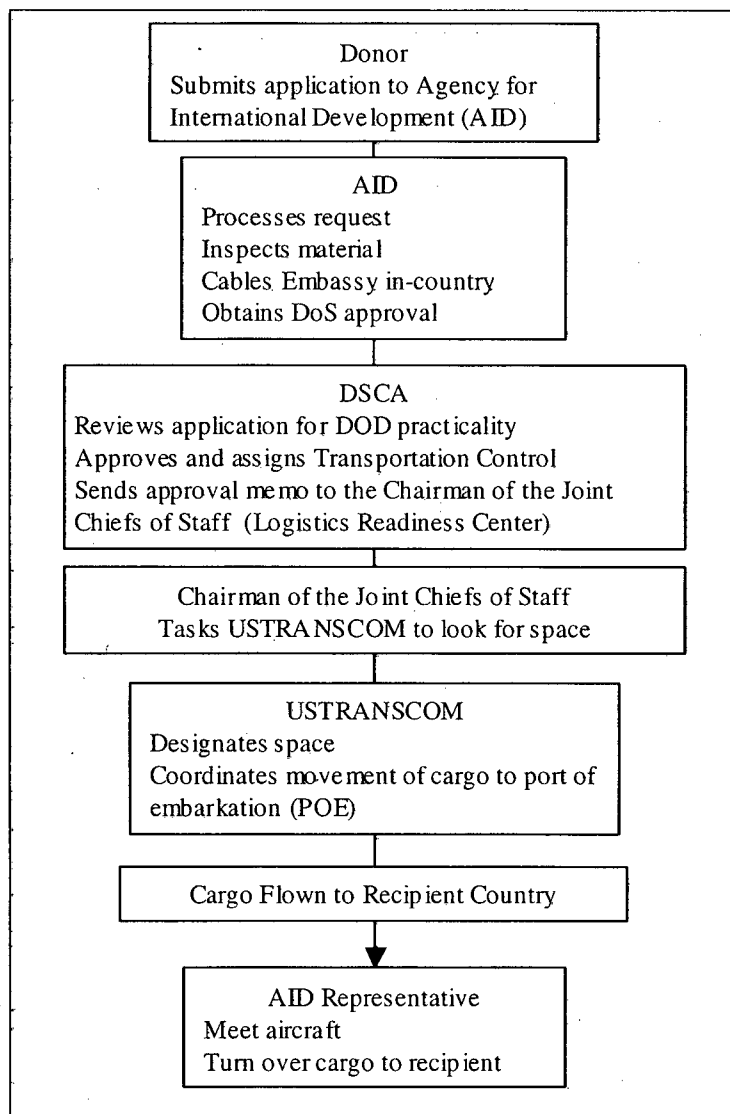 Donor
Submits application to Agency for
International Development (AID)
AID
Processes request
Inspects material
Cables Embassy in-country
Obtains DoS approval
DSCA
Reviews application for DOD practicality
Approves and assigns Transportation Control
Sends approval memo to the Chairman of the Joint
Chiefs of Staff (Logistics Readiness Center)
Chairman of the Joint Chiefs of Staff
Tasks USTRANSCOM to look for space
USTRANSCOM
Designates space
Coordinates movement of cargo to port of
embarkation (POE)
Cargo Flown to Recipient Country
AID Representative
Meet aircraft
Turn over cargo to recipient